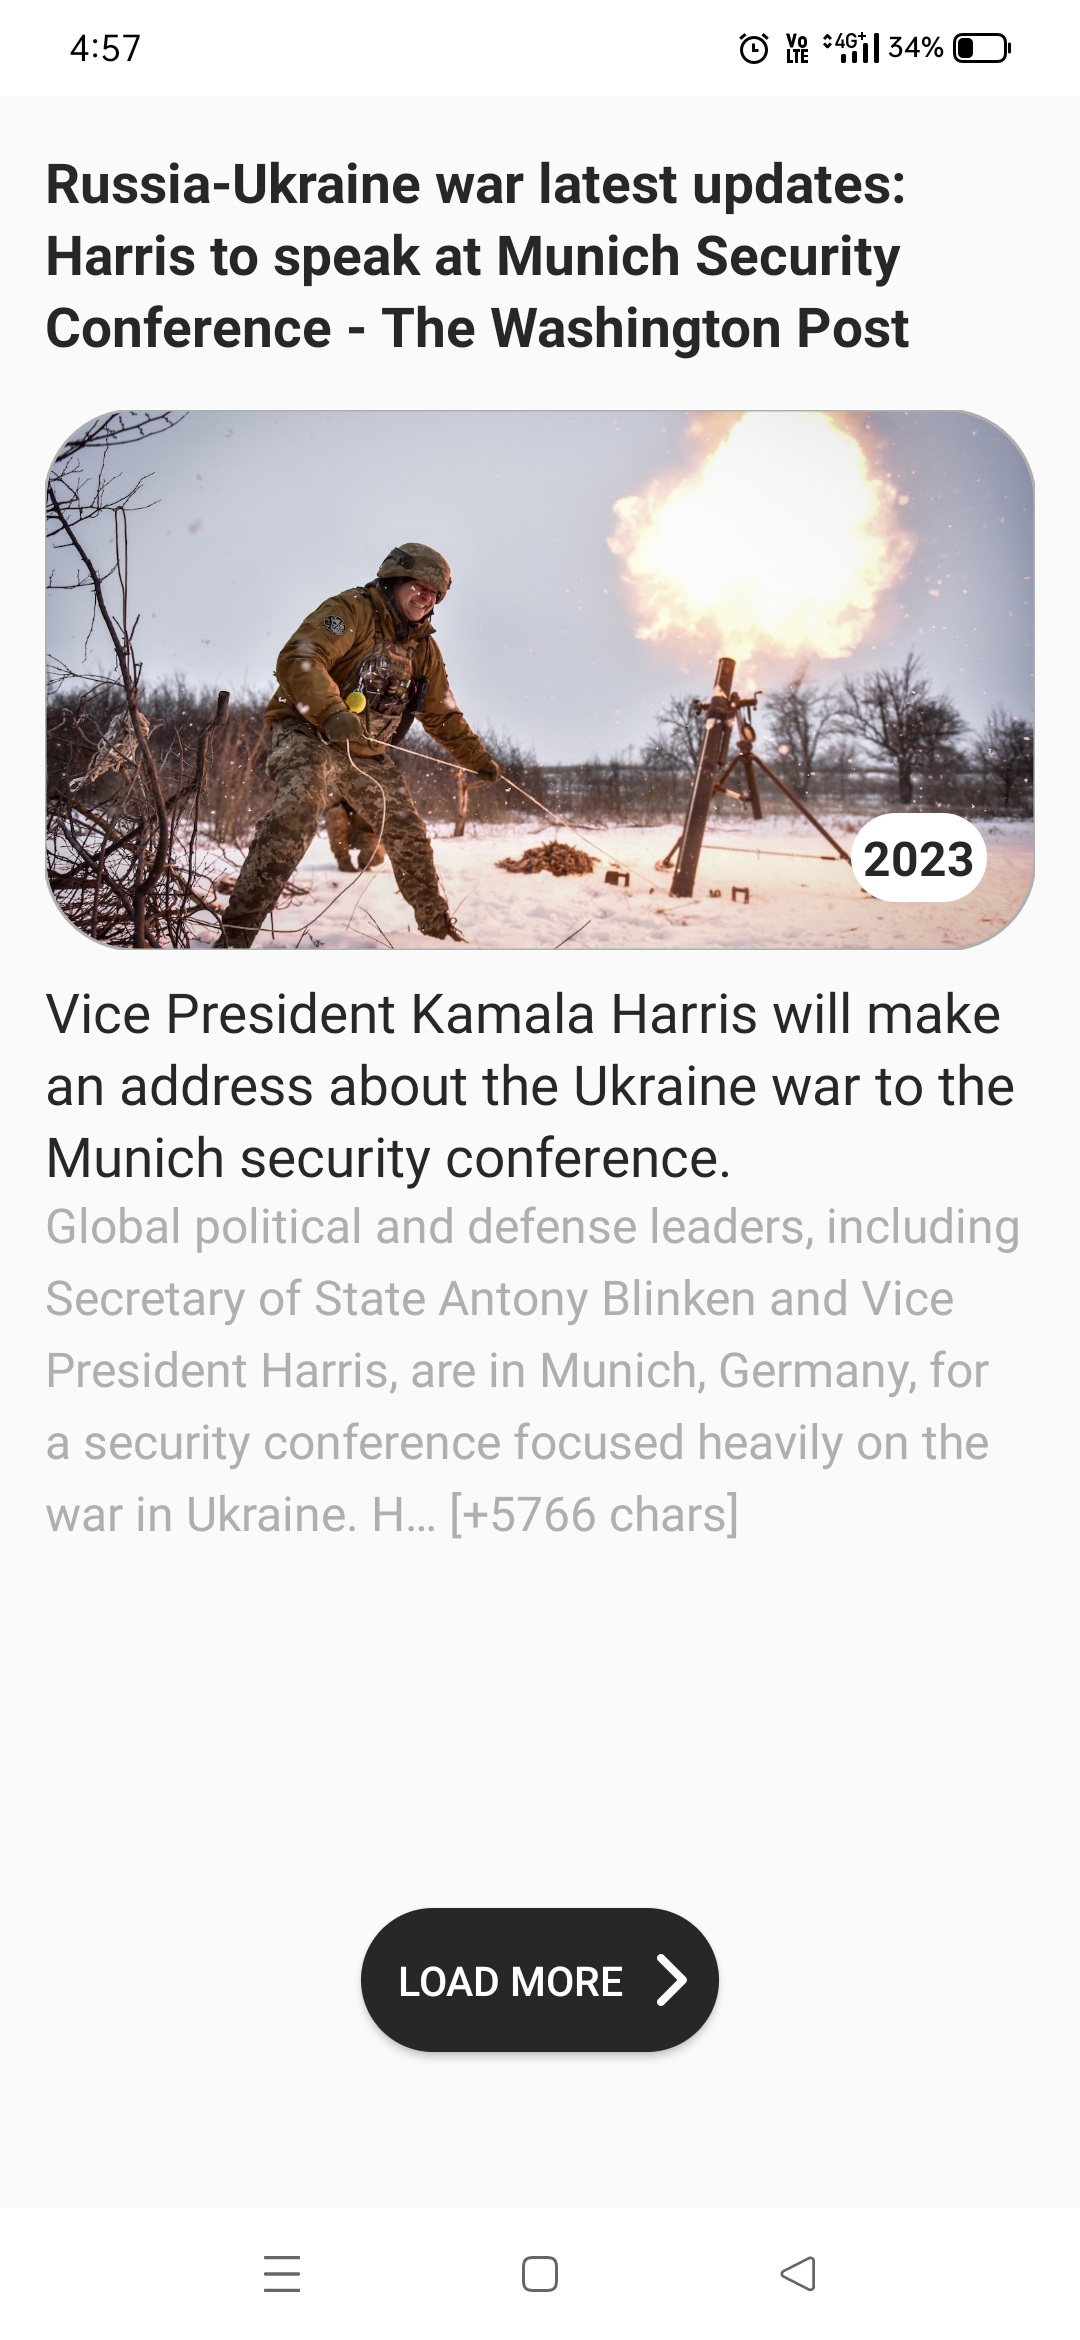 4:57
Vo LTE 4G+ 34%
Russia-Ukraine war latest updates:
Harris to speak at Munich Security
Conference - The Washington Post
2023
Vice President Kamala Harris will make
an address about the Ukraine war to the
Munich security conference.
Global political and defense leaders, including
Secretary of State Antony Blinken and Vice
President Harris, are in Munich, Germany, for
a security conference focused heavily on the
war in Ukraine. H… [+5766 chars]
LOAD MORE